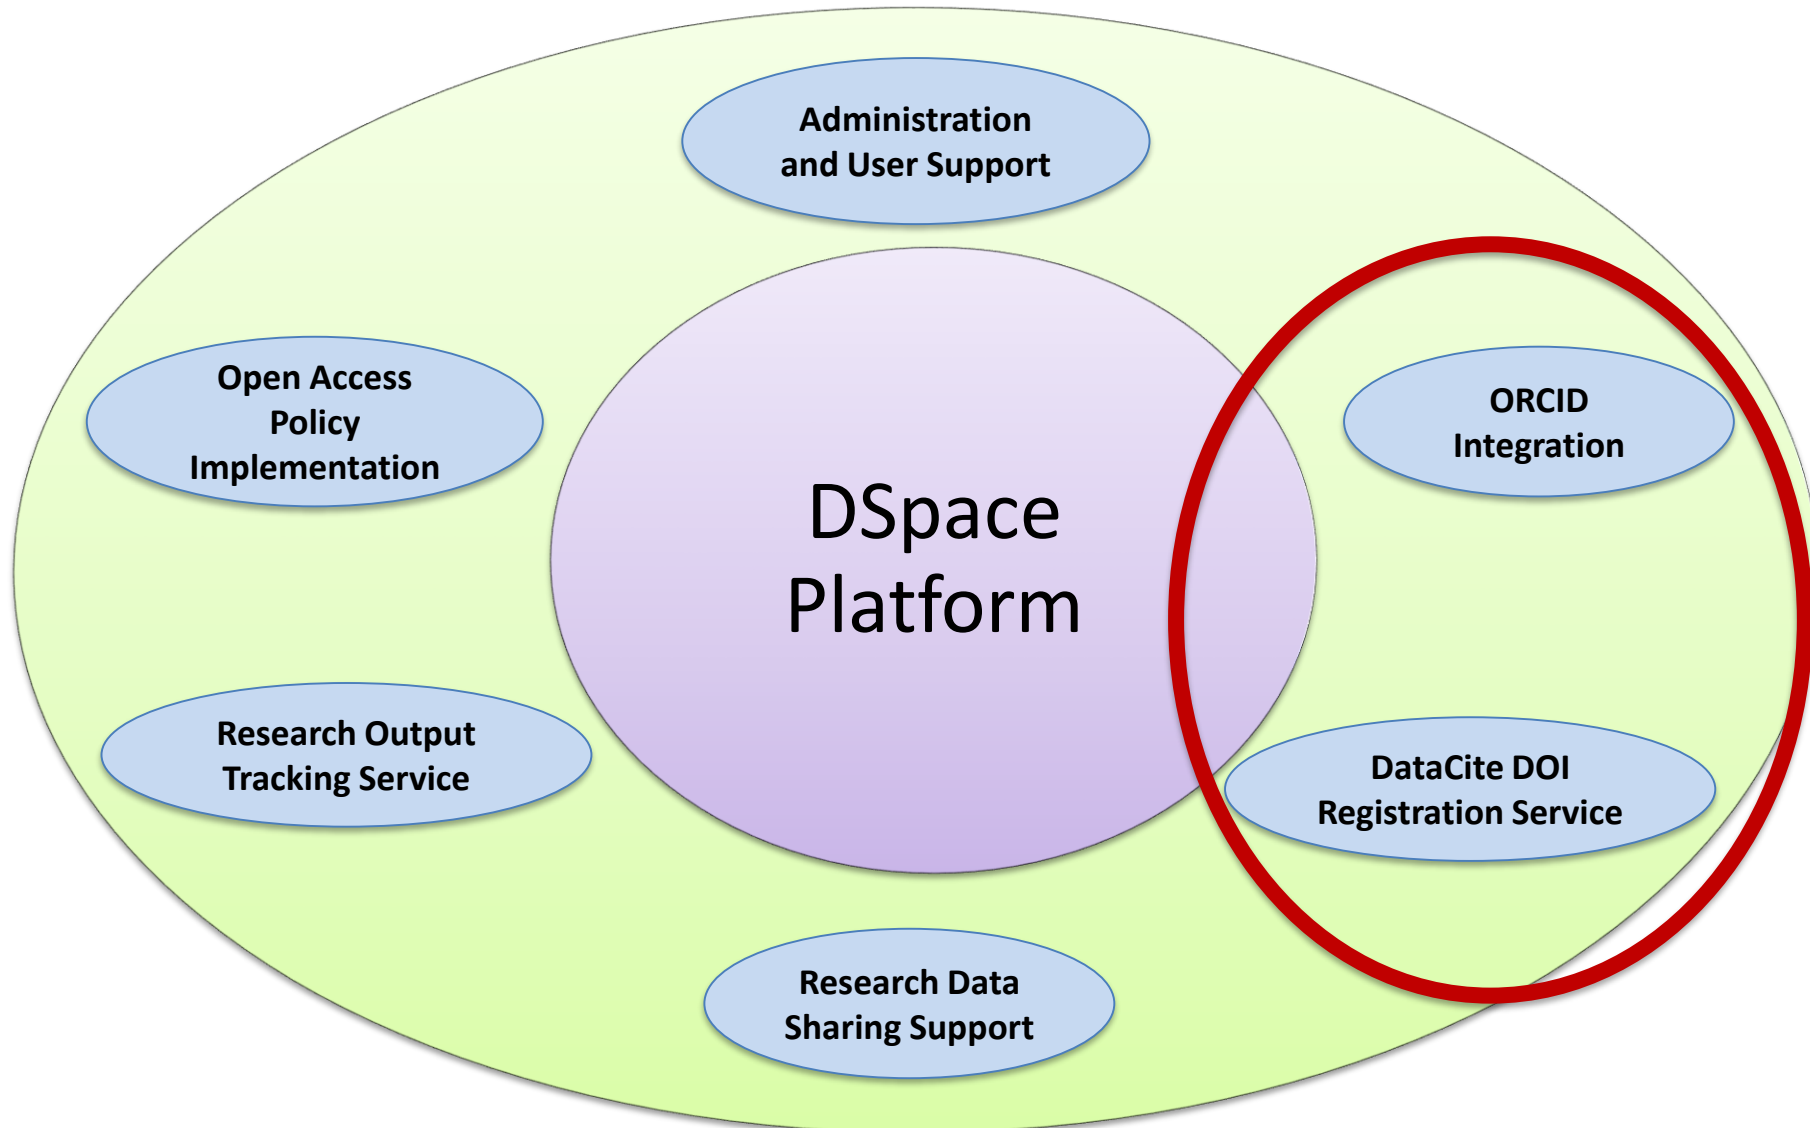 Administration
and User Support
Open Access
Policy
Implementation
ORCID
Integration
DSpace
Platform
Research Output
Tracking Service
DataCite DOI
Registration Service
Research Data
Sharing Support